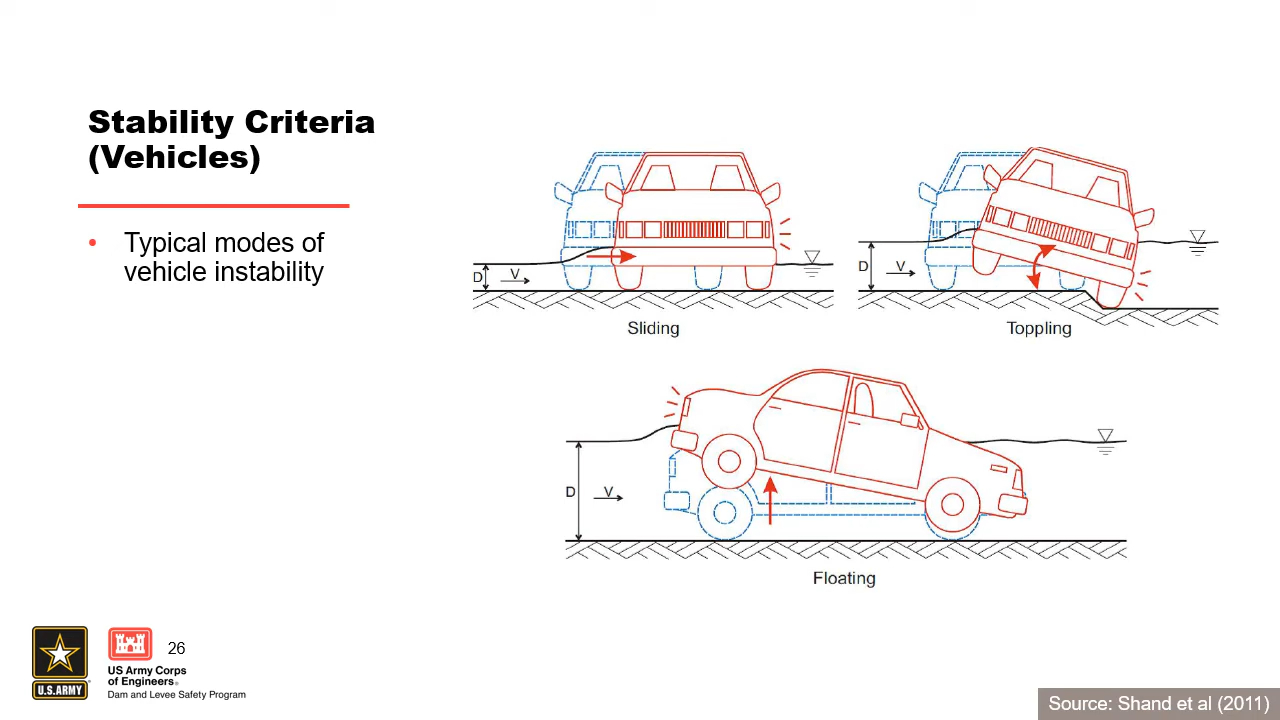 Stability Criteria
(Vehicles)
• Typical modes of
vehicle instability
D
V
Sliding
D
V
Toppling
D
V
Floating
U.S.ARMY
26
US Army Corps
of Engineers®
Dam and Levee Safety Program
Source: Shand et al (2011)